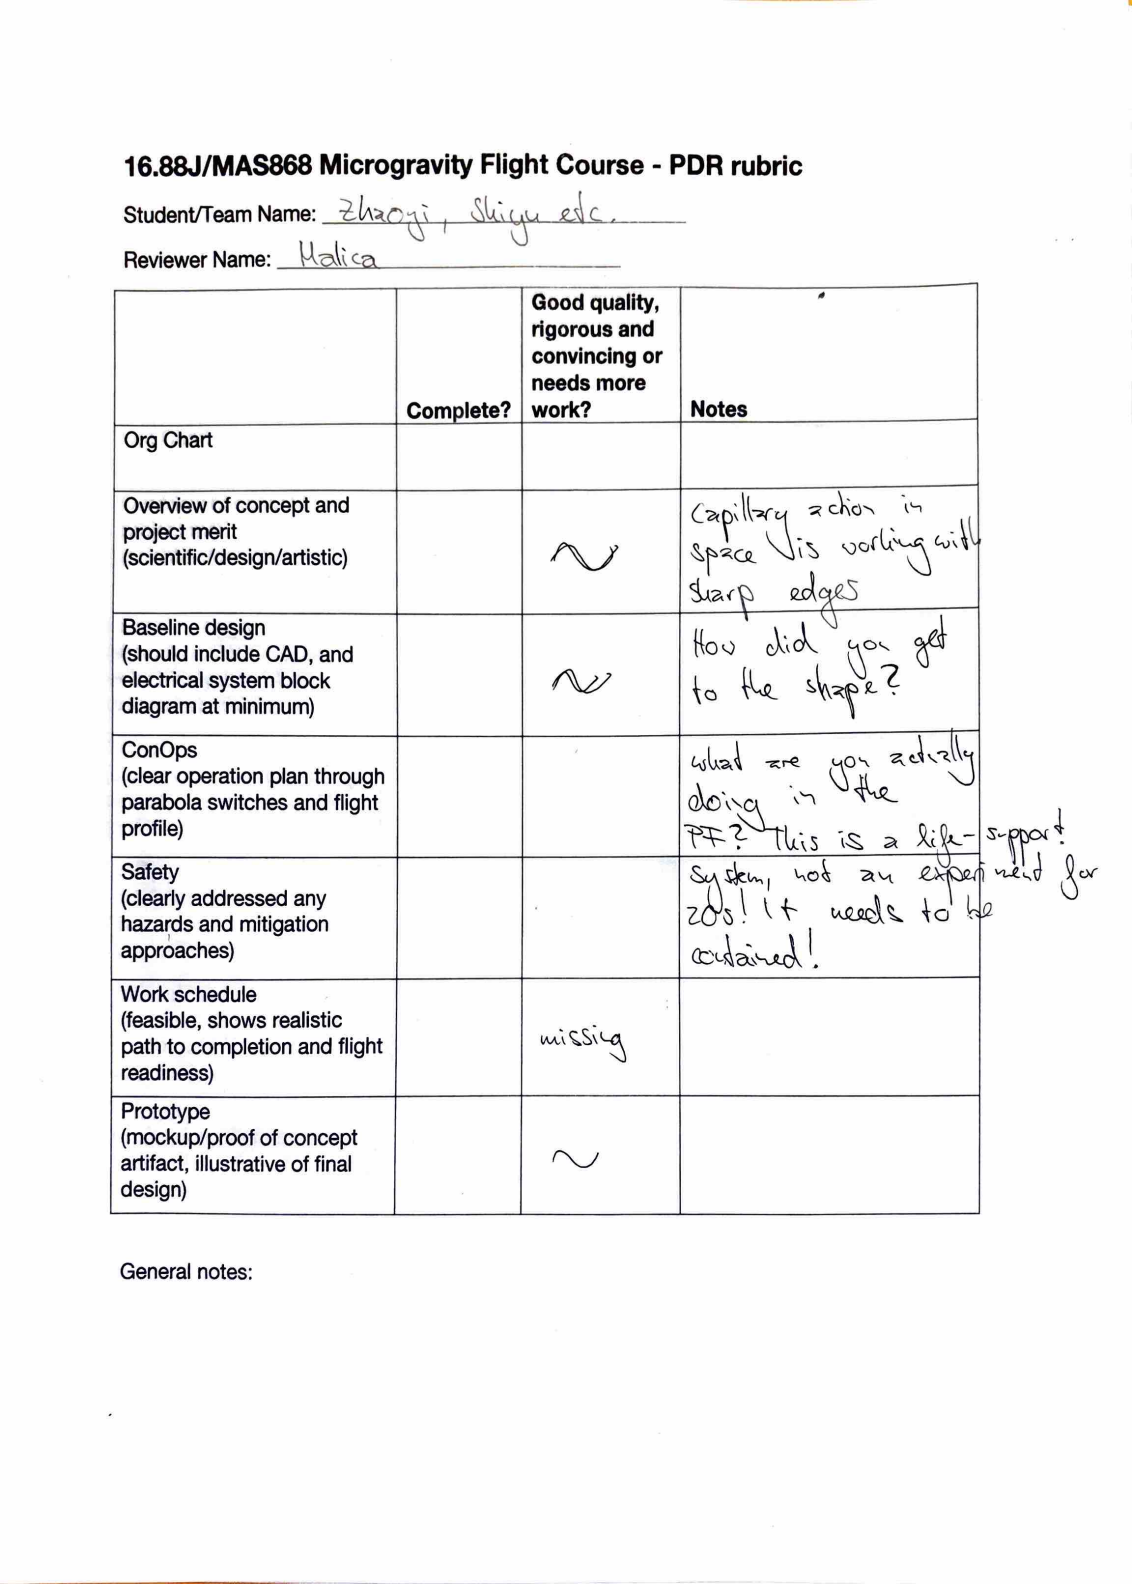 16.88J/MAS868 Microgravity Flight Course - PDR rubric
Student/Team Name: Zhaoyi, Shiyu etc.
Reviewer Name: Malica
Complete?
Good quality,
rigorous and
convincing or
needs more
work?
Notes
Org Chart
Overview of concept and
project merit
(scientific/design/artistic)
~
Capillary action in
space is working with
sharp edges
Baseline design
(should include CAD, and
electrical system block
diagram at minimum)
~
How did you get
to the shape?
ConOps
(clear operation plan through
parabola switches and flight
profile)
what are you actually
doing in the
PF? This is a life-support
Safety
(clearly addressed any
hazards and mitigation
approaches)
System, not an experiment for
20s! It needs to be
contained!
Work schedule
(feasible, shows realistic
path to completion and flight
readiness)
missing
Prototype
(mockup/proof of concept
artifact, illustrative of final
design)
~
General notes: